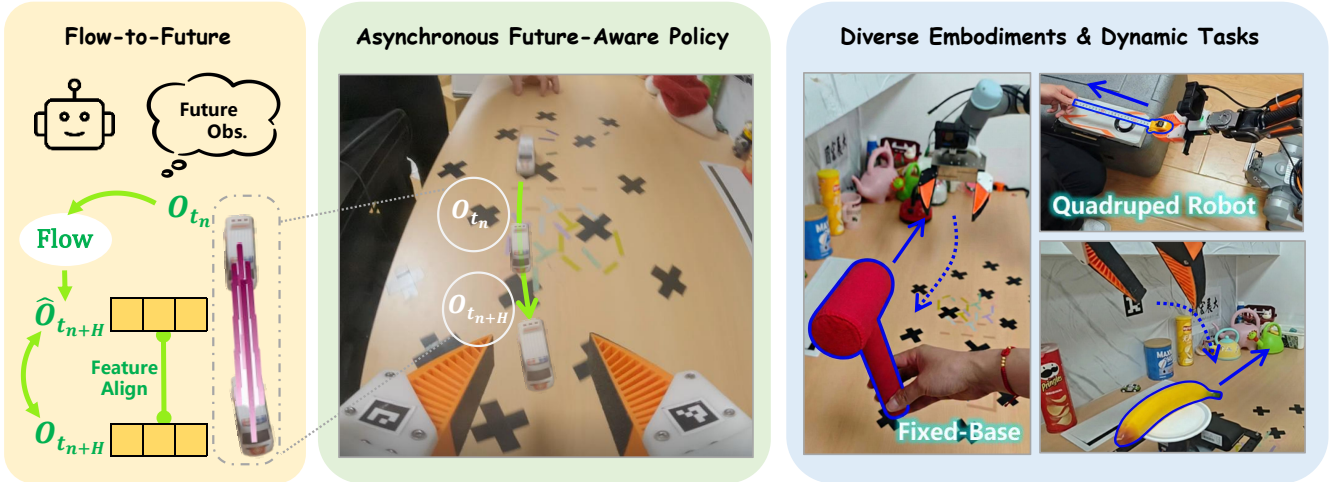 Flow-to-Future
Future
Obs.
O_{t_n}
Flow
Ô_{t_{n+H}}
Feature
Align
O_{t_{n+H}}
Asynchronous Future-Aware Policy
O_{t_n}
O_{t_{n+H}}
Diverse Embodiments & Dynamic Tasks
Fixed-Base
Quadruped Robot
Pringles